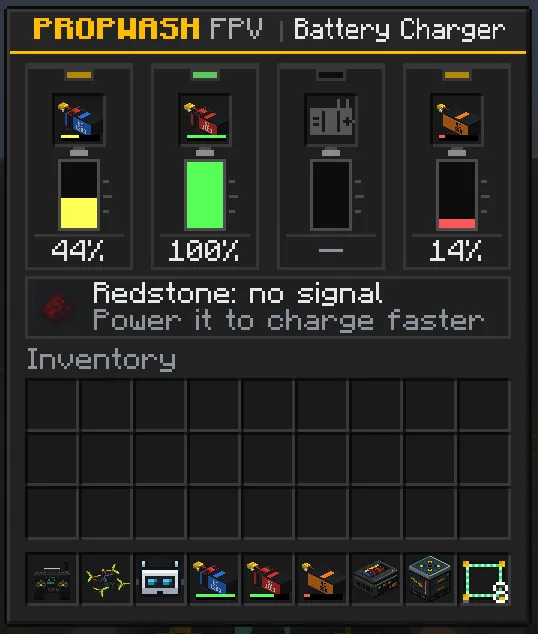 PROPWASH FPV | Battery Charger
44% 100% — 14%
Redstone: no signal
Power it to charge faster
Inventory
8